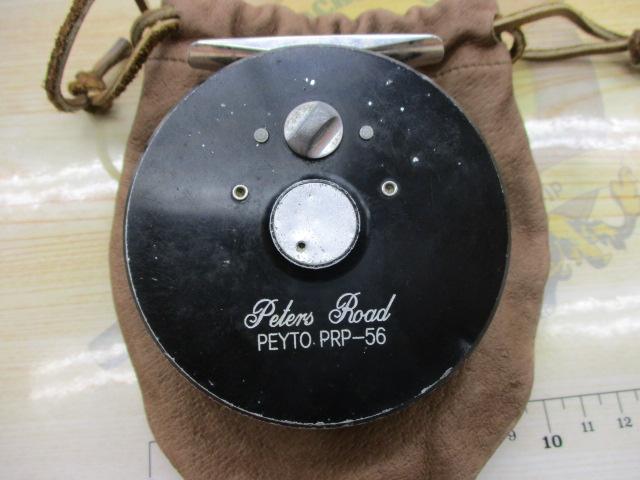 Peters Road
PEYTO PRP-56
9 10 11 12